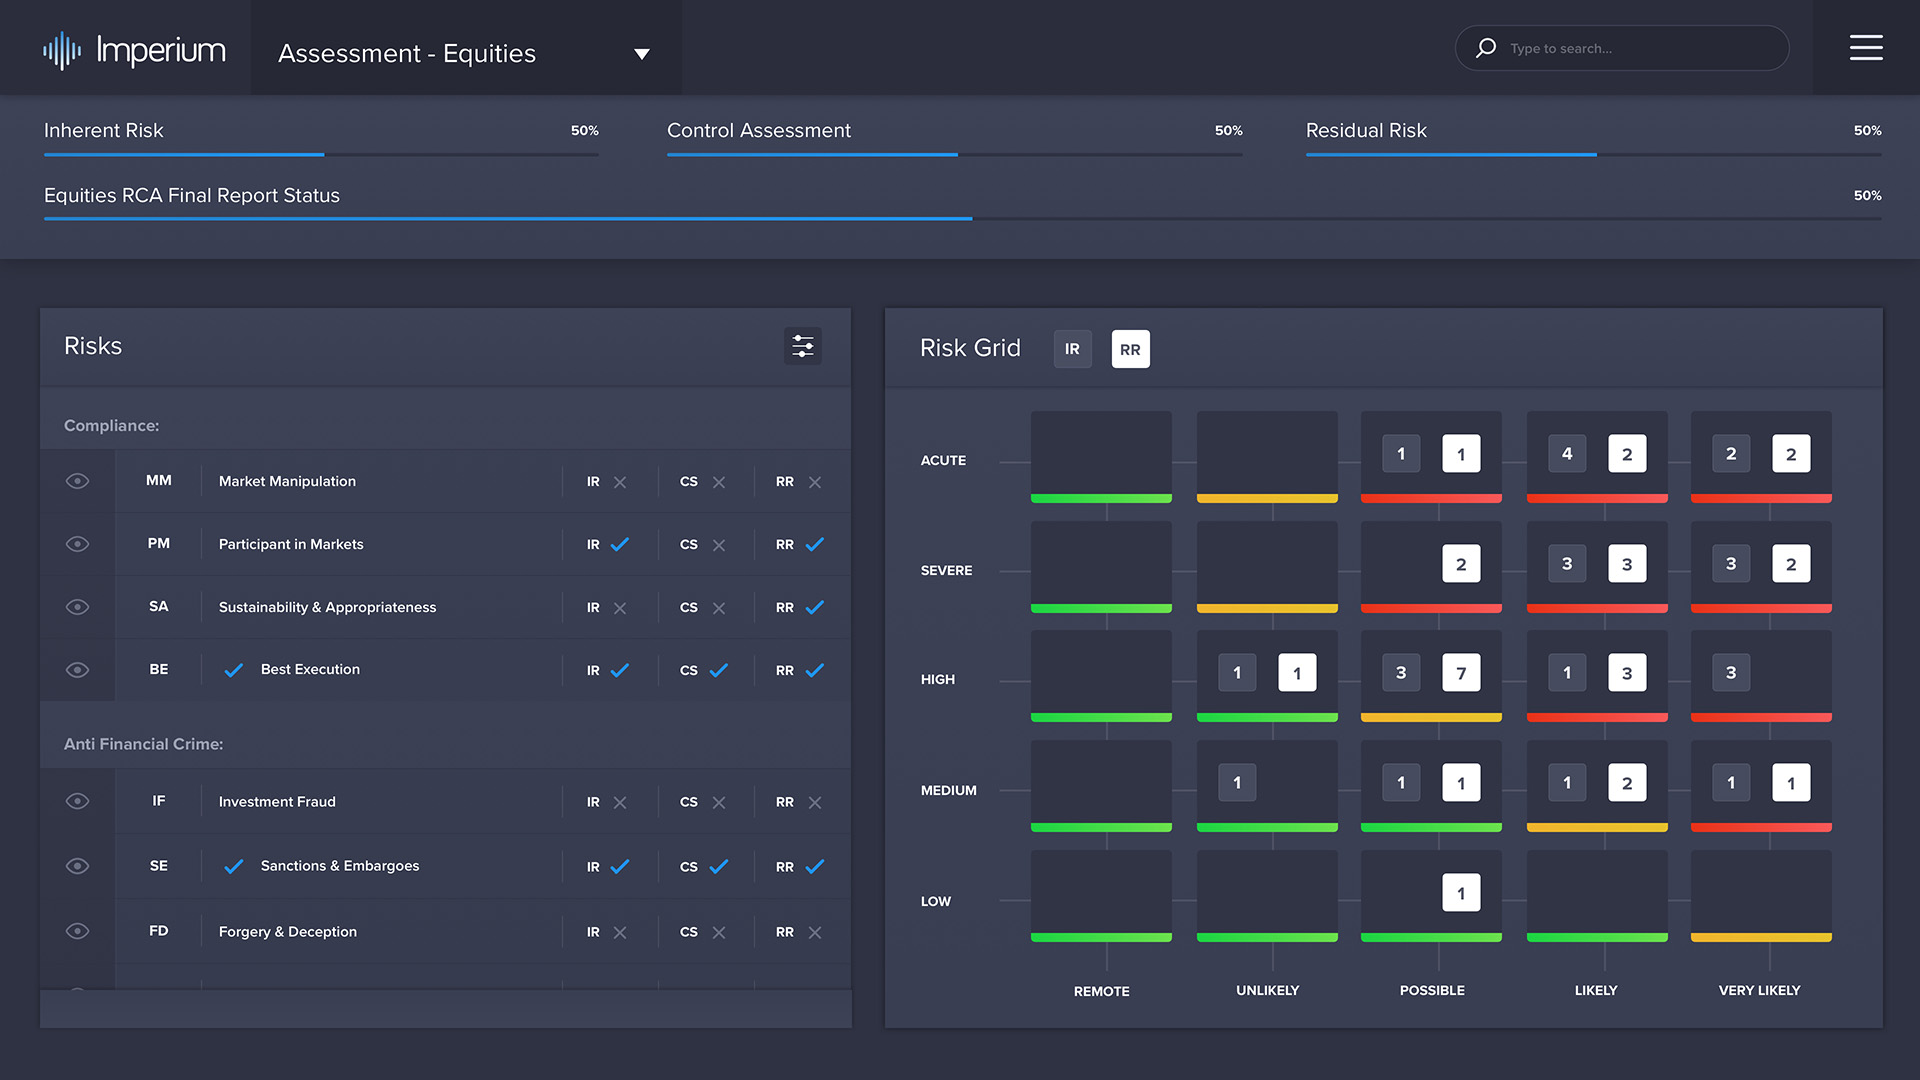 Imperium
Assessment - Equities
Type to search...
Inherent Risk 50%
Control Assessment 50%
Residual Risk 50%
Equities RCA Final Report Status 50%
Risks
Compliance:
MM Market Manipulation IR CS RR
PM Participant in Markets IR CS RR
SA Sustainability & Appropriateness IR CS RR
BE Best Execution IR CS RR
Anti Financial Crime:
IF Investment Fraud IR CS RR
SE Sanctions & Embargoes IR CS RR
FD Forgery & Deception IR CS RR
Risk Grid IR RR
ACUTE 1 1 4 2 2 2
SEVERE 2 3 3 3 2
HIGH 1 1 3 7 1 3 3
MEDIUM 1 1 1 1 2 1 1
LOW 1
REMOTE UNLIKELY POSSIBLE LIKELY VERY LIKELY